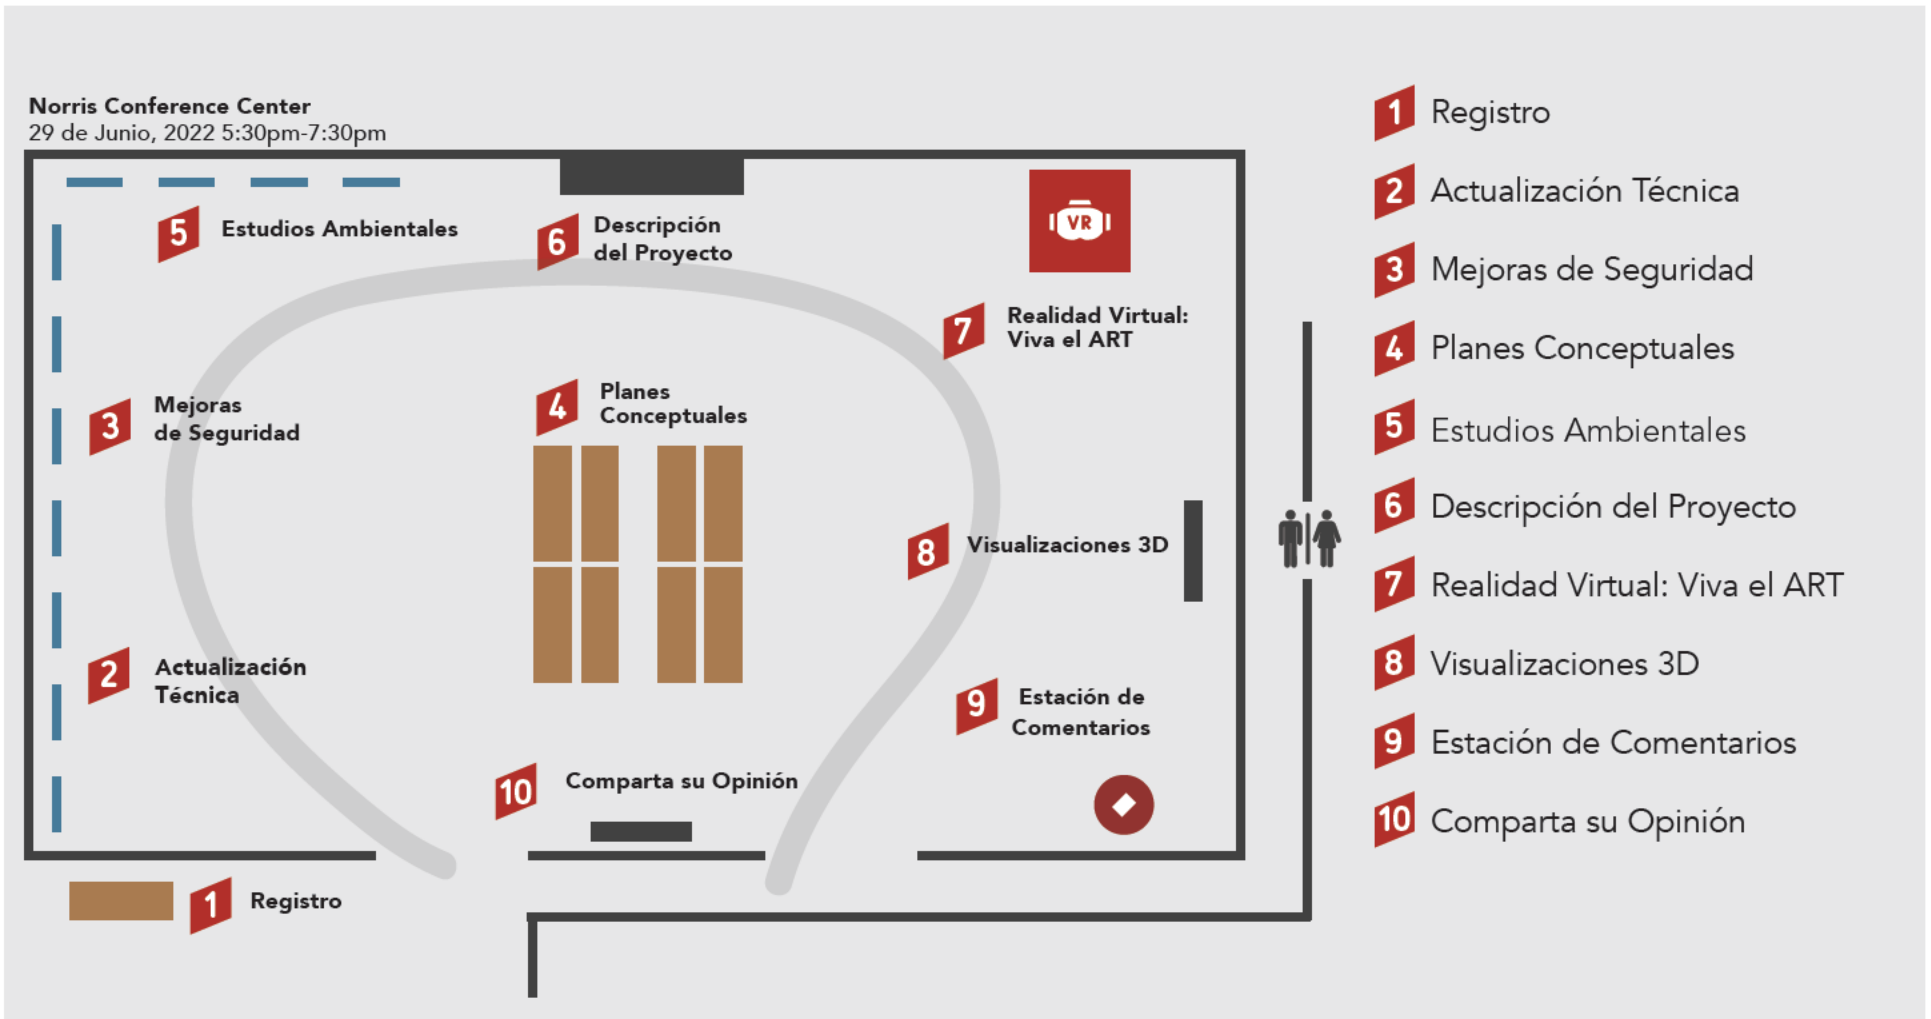 Norris Conference Center
29 de Junio, 2022 5:30pm-7:30pm
5 Estudios Ambientales
6 Descripción
del Proyecto
VR
7 Realidad Virtual:
Viva el ART
3 Mejoras
de Seguridad
4 Planes
Conceptuales
8 Visualizaciones 3D
2 Actualización
Técnica
9 Estación de
Comentarios
10 Comparta su Opinión
1 Registro
1 Registro
2 Actualización Técnica
3 Mejoras de Seguridad
4 Planes Conceptuales
5 Estudios Ambientales
6 Descripción del Proyecto
7 Realidad Virtual: Viva el ART
8 Visualizaciones 3D
9 Estación de Comentarios
10 Comparta su Opinión